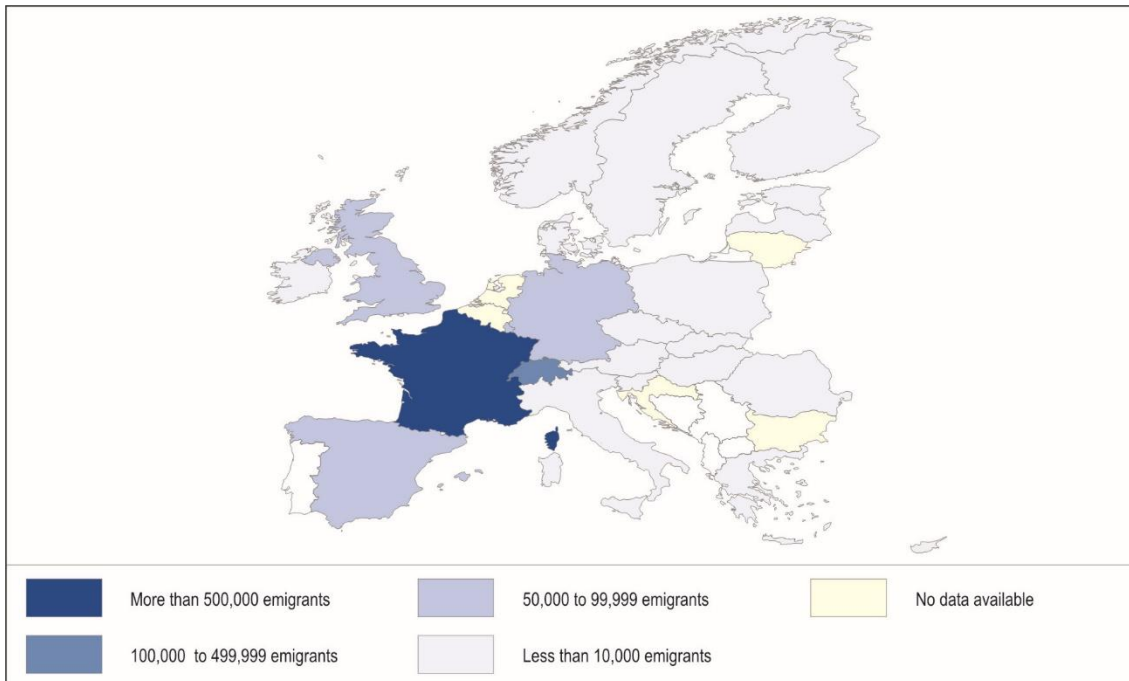 More than 500,000 emigrants
50,000 to 99,999 emigrants
No data available
100,000 to 499,999 emigrants
Less than 10,000 emigrants